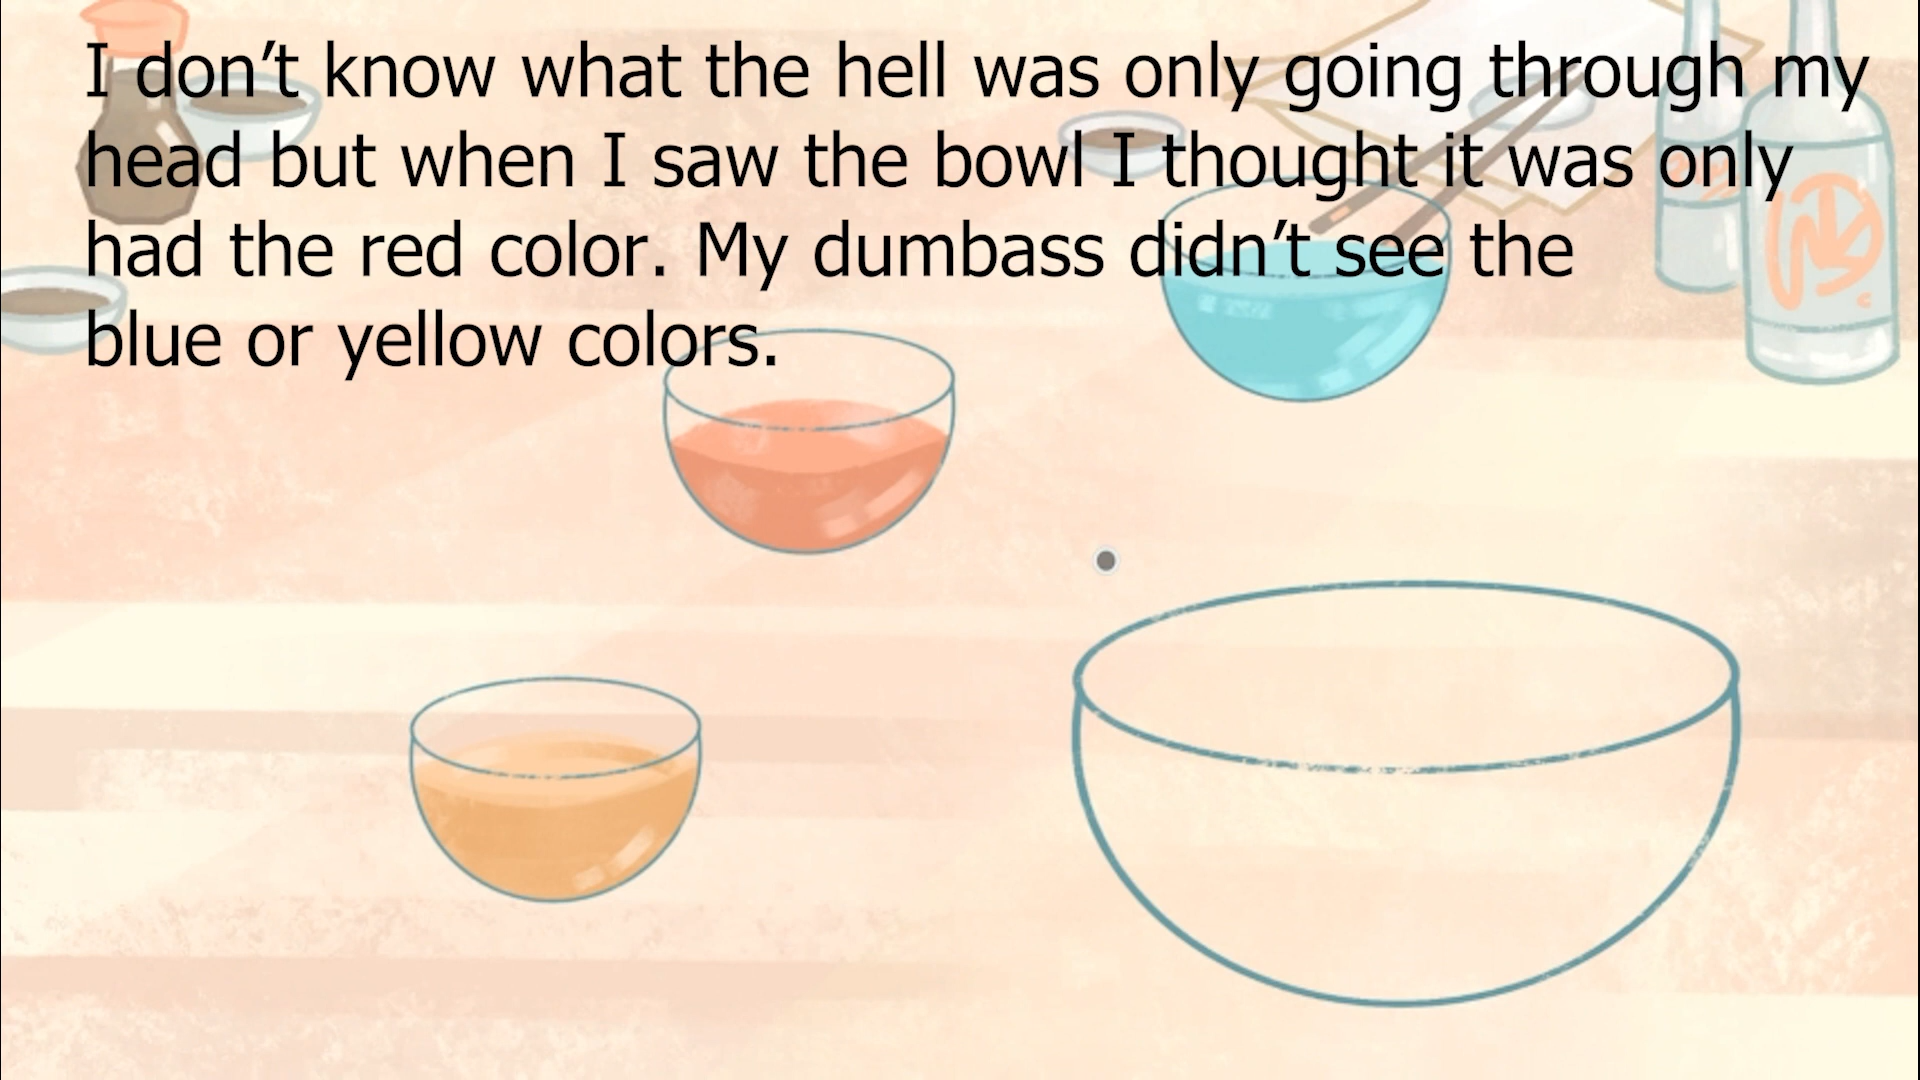 I don’t know what the hell was only going through my
head but when I saw the bowl I thought it was only
had the red color. My dumbass didn’t see the
blue or yellow colors.